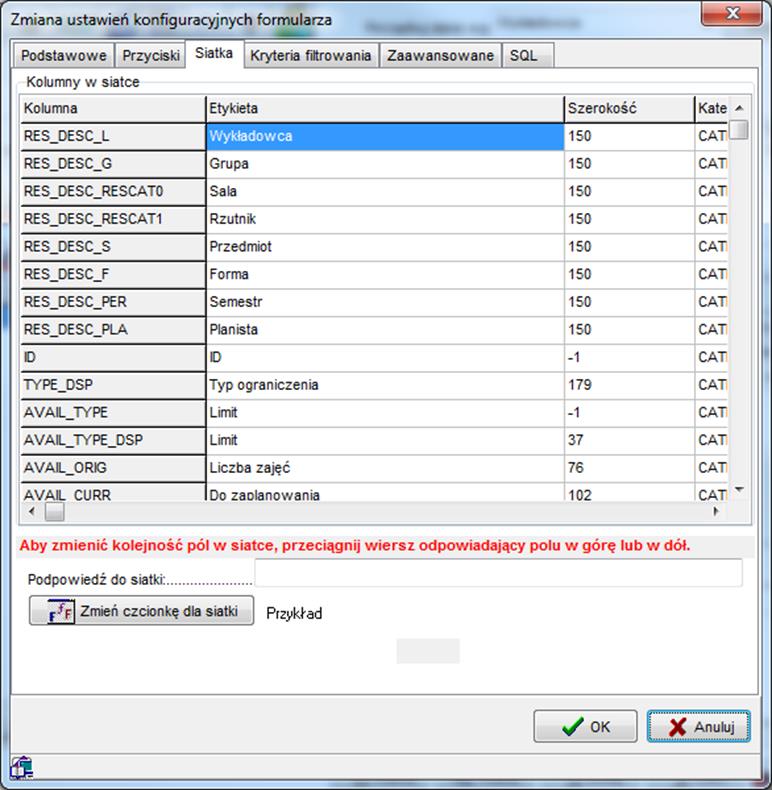 Zmiana ustawień konfiguracyjnych formularza
Podstawowe Przyciski Siatka Kryteria filtrowania Zaawansowane SQL
Kolumny w siatce
Kolumna Etykieta Szerokość Kate
RES_DESC_L Wykładowca 150 CAT
RES_DESC_G Grupa 150 CAT
RES_DESC_RESCAT0 Sala 150 CAT
RES_DESC_RESCAT1 Rzutnik 150 CAT
RES_DESC_S Przedmiot 150 CAT
RES_DESC_F Forma 150 CAT
RES_DESC_PER Semestr 150 CAT
RES_DESC_PLA Planista 150 CAT
ID ID -1 CAT
TYPE_DSP Typ ograniczenia 179 CAT
AVAIL_TYPE Limit -1 CAT
AVAIL_TYPE_DSP Limit 37 CAT
AVAIL_ORIG Liczba zajęć 76 CAT
AVAIL_CURR Do zaplanowania 102 CAT
Aby zmienić kolejność pól w siatce, przeciągnij wiersz odpowiadający polu w górę lub w dół.
Podpowiedź do siatki:......................
Zmień czcionkę dla siatki Przykład
OK Anuluj